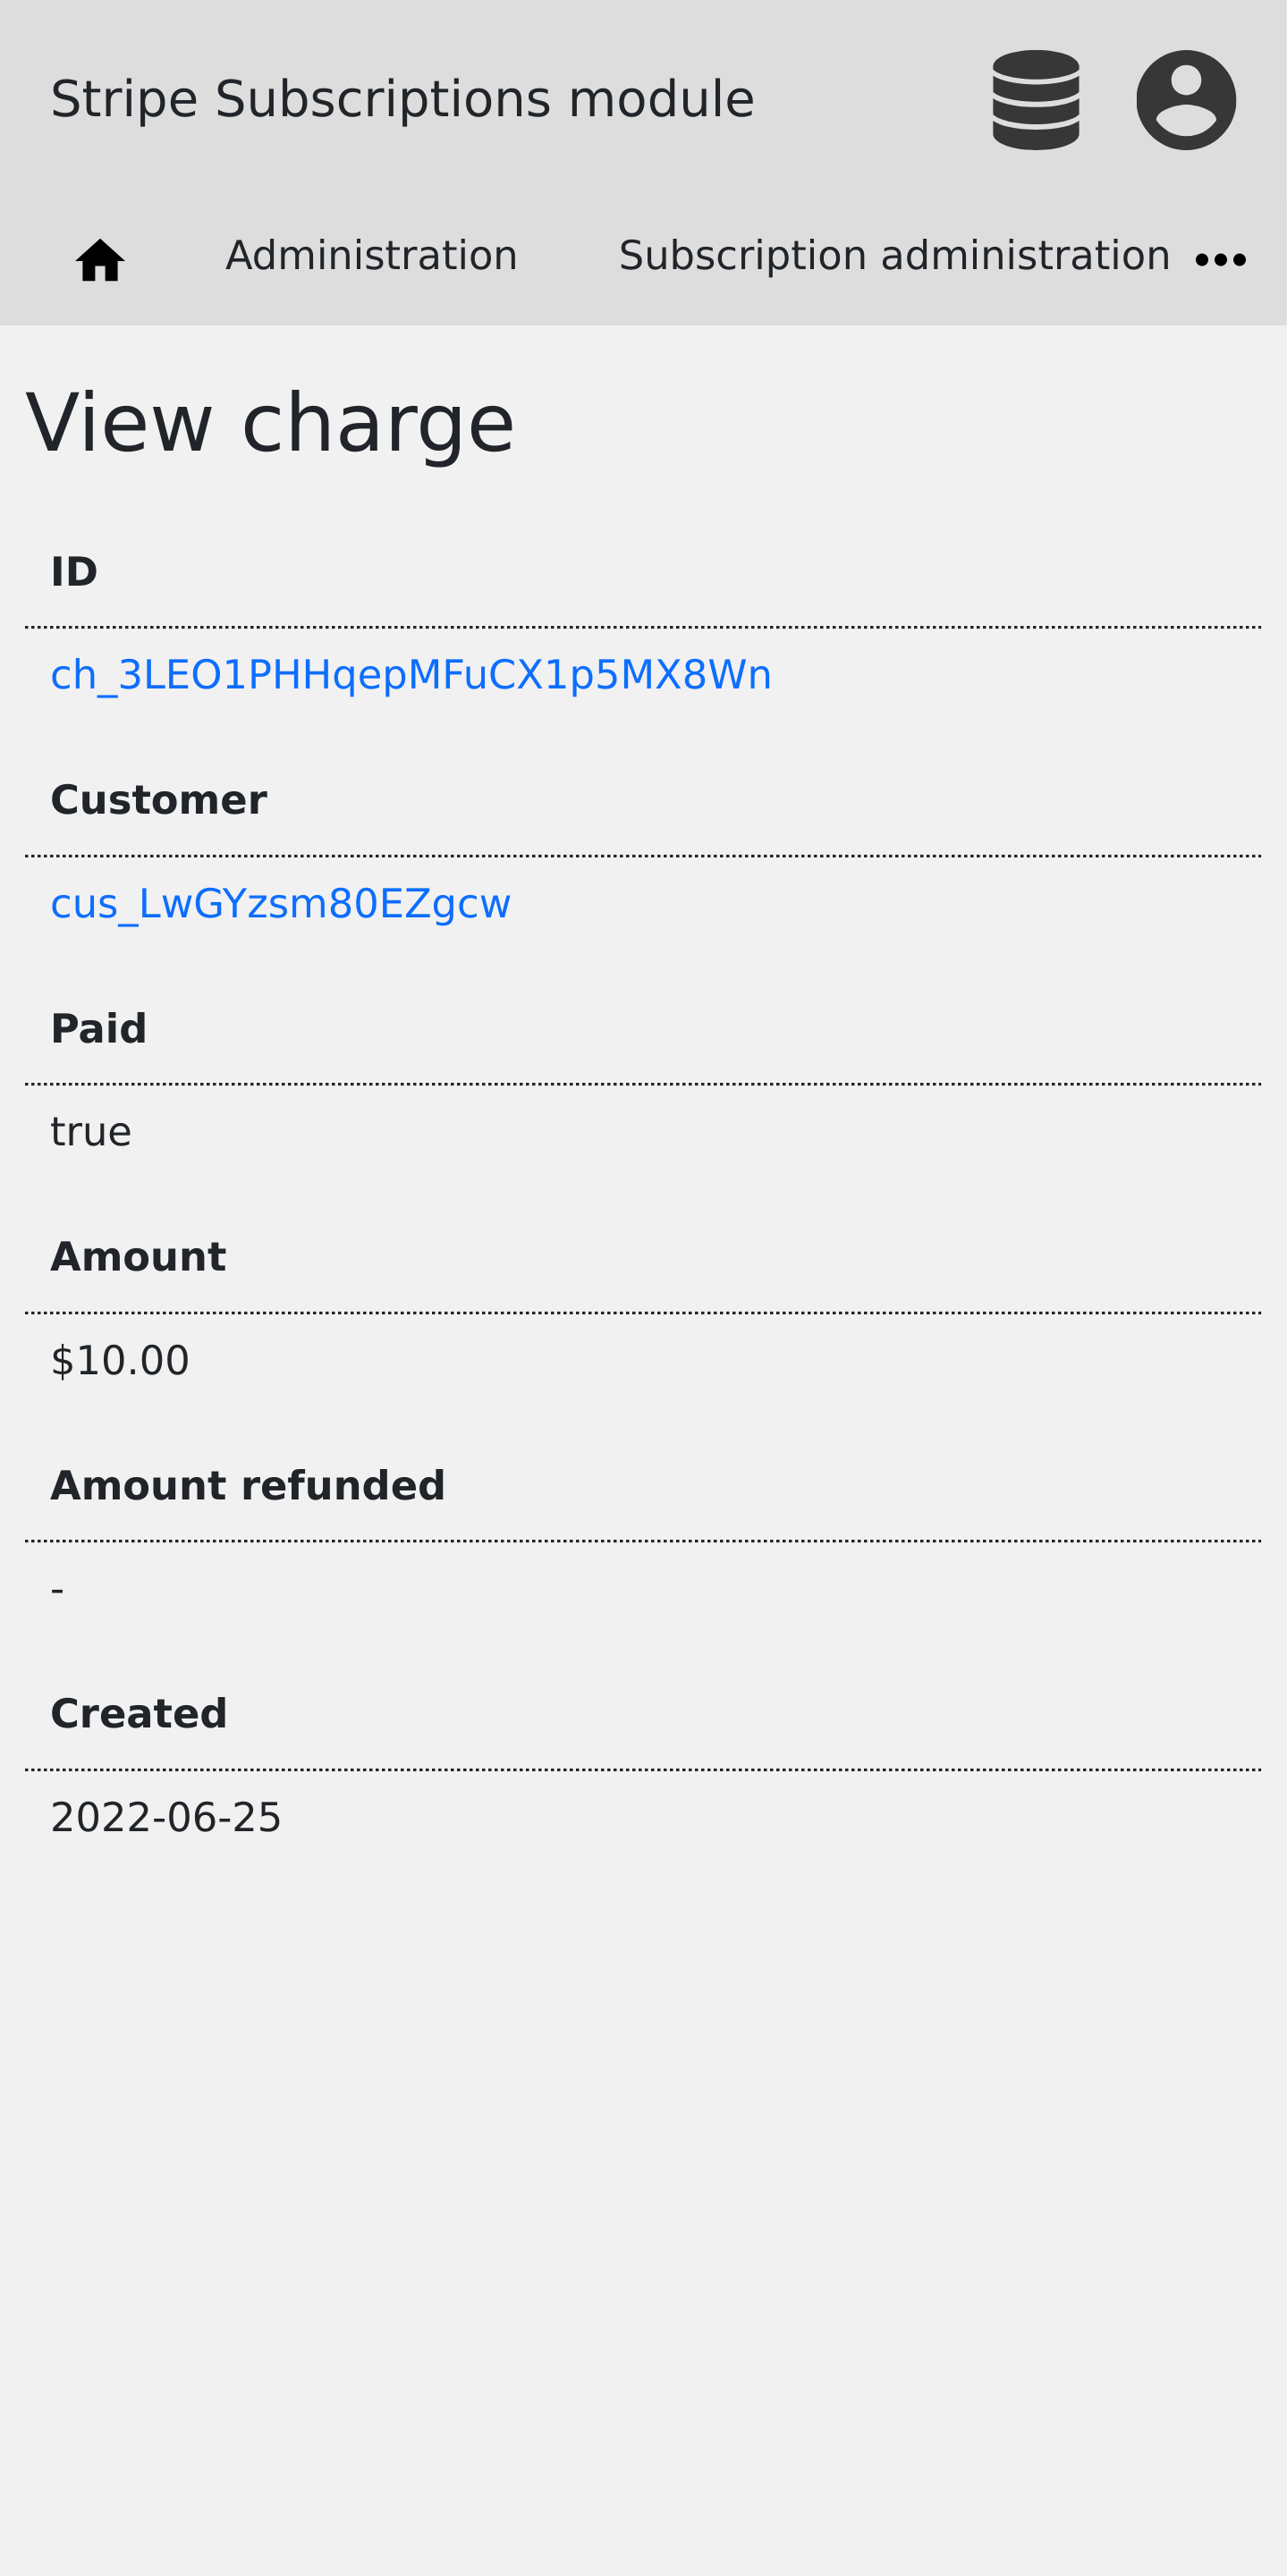 Stripe Subscriptions module
Administration Subscription administration
View charge
ID
ch_3LEO1PHHqepMFuCX1p5MX8Wn
Customer
cus_LwGYzsm80EZgcw
Paid
true
Amount
$10.00
Amount refunded
-
Created
2022-06-25